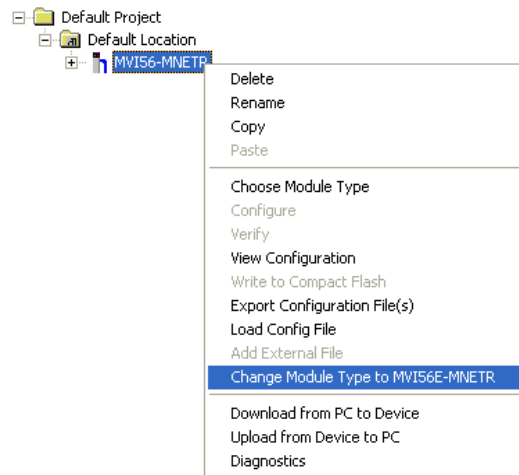 Default Project
Default Location
MVI56-MNETR
Delete
Rename
Copy
Paste
Choose Module Type
Configure
Verify
View Configuration
Write to Compact Flash
Export Configuration File(s)
Load Config File
Add External File
Change Module Type to MVI56E-MNETR
Download from PC to Device
Upload from Device to PC
Diagnostics